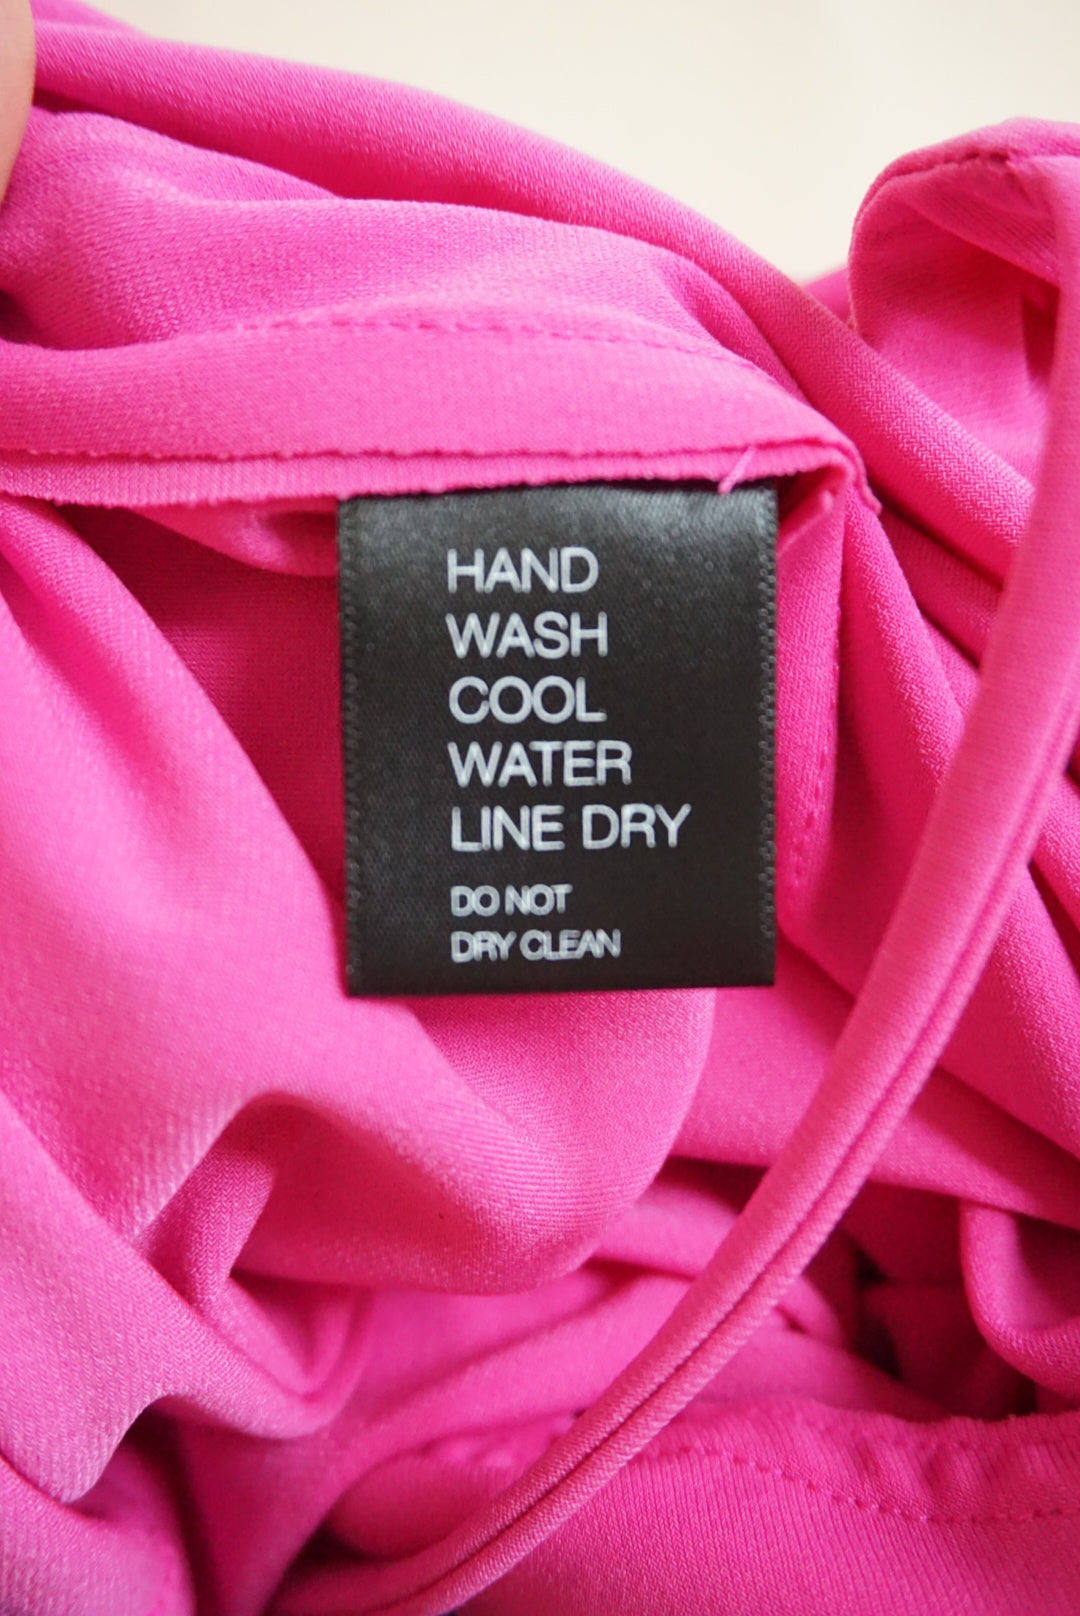 HAND
WASH
COOL
WATER
LINE DRY
DO NOT
DRY CLEAN